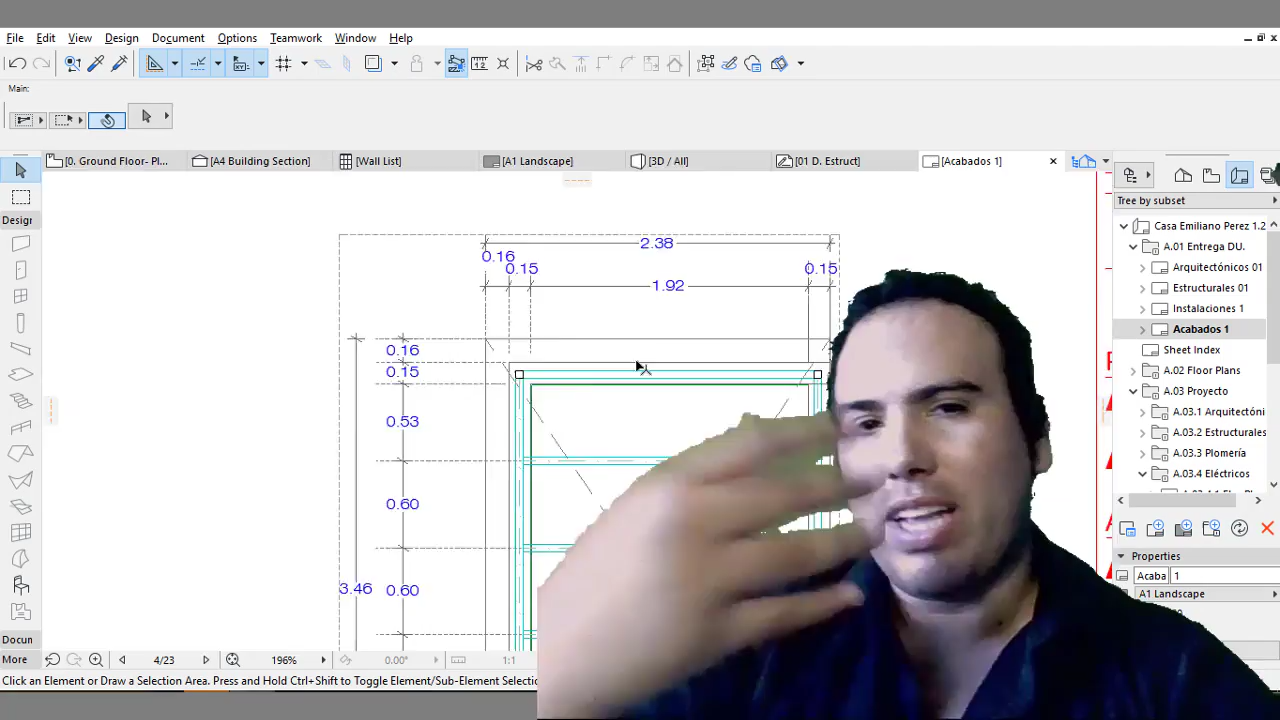 File Edit View Design Document Options Teamwork Window Help
Main:
[0. Ground Floor- Pl... [A4 Building Section] [Wall List] [A1 Landscape] [3D / All] [01 D. Estruct] [Acabados 1]
Tree by subset
Design
Casa Emiliano Perez 1.2
A.01 Entrega DU.
Arquitectónicos 01
Estructurales 01
Instalaciones 1
Acabados 1
Sheet Index
A.02 Floor Plans
A.03 Proyecto
A.03.1 Arquitectóni
A.03.2 Estructurales
A.03.3 Plomería
A.03.4 Eléctricos
2.38
0.16
0.15
0.15
1.92
0.16
0.15
0.53
0.60
3.46 0.60
Properties
Acaba 1
A1 Landscape
Docun
More
4/23 196% 0.00° 1:1
Click an Element or Draw a Selection Area. Press and Hold Ctrl+Shift to Toggle Element/Sub-Element Selectio